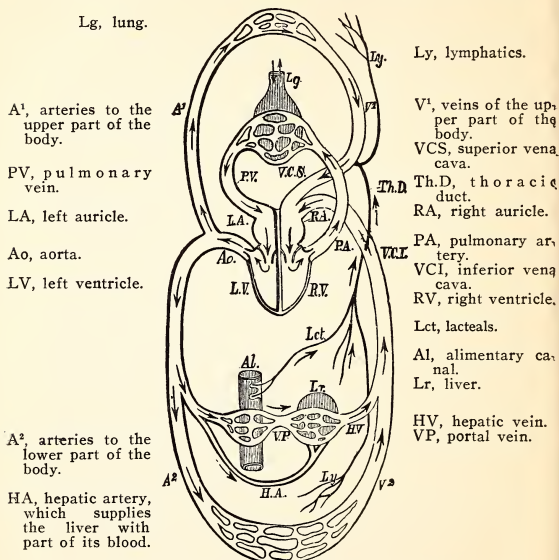 Lg, lung.
A¹, arteries to the
upper part of the
body.
PV, pulmonary
vein.
LA, left auricle.
Ao, aorta.
LV, left ventricle.
A², arteries to the
lower part of the
body.
HA, hepatic artery,
which supplies
the liver with
part of its blood.
Ly.
Lg.
A¹
V¹
P.V.
V.C.S.
Th.D.
L.A.
R.A.
P.A.
Ao.
V.C.I.
L.V.
R.V.
Lct.
Al.
Lr.
V.P
H.V
H.A.
Ly
A²
V²
Ly, lymphatics.
V¹, veins of the up-
per part of the
body.
VCS, superior vena
cava.
Th.D, thoracic
duct.
RA, right auricle.
PA, pulmonary ar-
tery.
VCI, inferior vena
cava.
RV, right ventricle.
Lct, lacteals.
Al, alimentary ca-
nal.
Lr, liver.
HV, hepatic vein.
VP, portal vein.